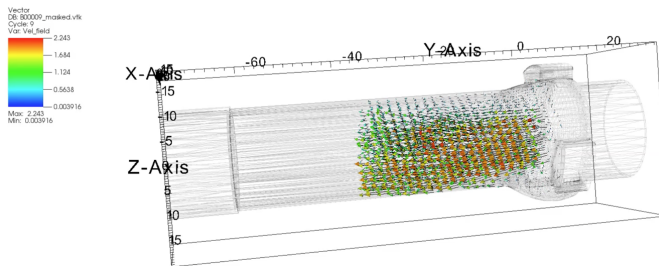 Vector
DB: B00009_masked.vtk
Cycle: 9
Var: Vel_field
2.243
1.684
1.124
0.5638
0.003916
Max: 2.243
Min: 0.003916
-60
-40
Y-Axis
0
20
X-Axis
-15
-10
-5
Z-Axis
5
10
15